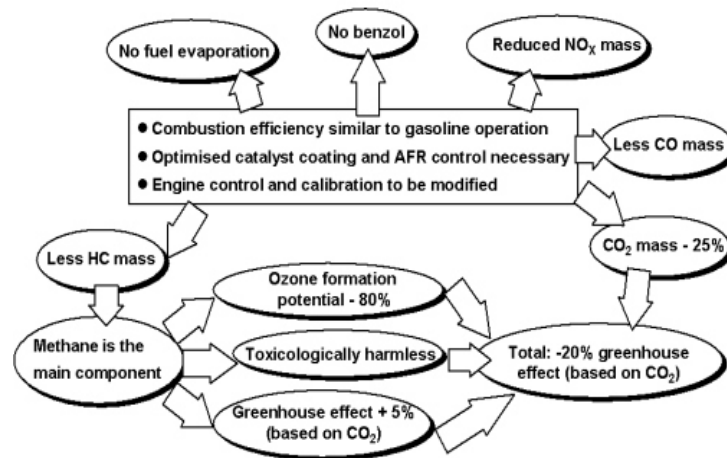 No fuel evaporation
No benzol
Reduced NOX mass
● Combustion efficiency similar to gasoline operation
● Optimised catalyst coating and AFR control necessary
● Engine control and calibration to be modified
Less CO mass
Less HC mass
CO2 mass - 25%
Ozone formation
potential - 80%
Methane is the
main component
Toxicologically harmless
Total: -20% greenhouse
effect (based on CO2)
Greenhouse effect + 5%
(based on CO2)